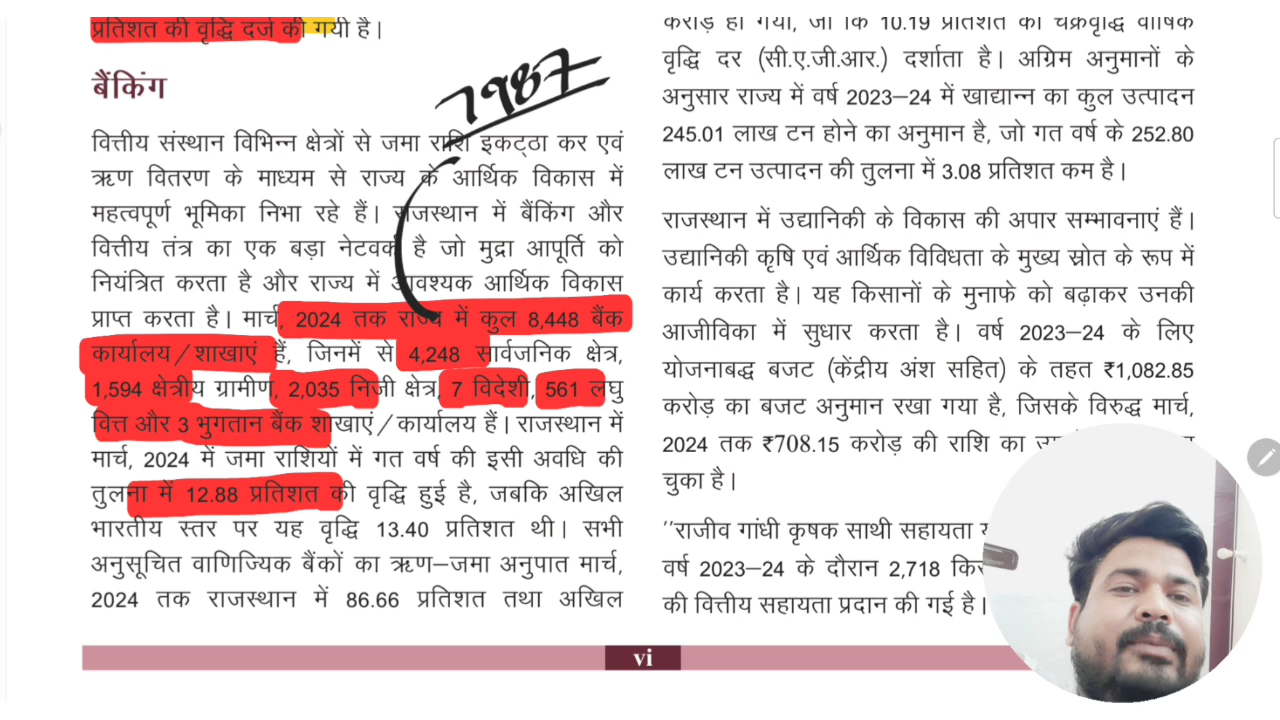 प्रतिशत की वृद्धि दर्ज की गयी है।
बैंकिंग
1987
वित्तीय संस्थान विभिन्न क्षेत्रों से जमा राशि इकट्ठा कर एवं
ऋण वितरण के माध्यम से राज्य के आर्थिक विकास में
महत्वपूर्ण भूमिका निभा रहे हैं। राजस्थान में बैंकिंग और
वित्तीय तंत्र का एक बड़ा नेटवर्क है जो मुद्रा आपूर्ति को
नियंत्रित करता है और राज्य में आवश्यक आर्थिक विकास
प्राप्त करता है। मार्च, 2024 तक राज्य में कुल 8,448 बैंक
कार्यालय/शाखाएं हैं, जिनमें से 4,248 सार्वजनिक क्षेत्र,
1,594 क्षेत्रीय ग्रामीण, 2,035 निजी क्षेत्र, 7 विदेशी, 561 लघु
वित्त और 3 भुगतान बैंक शाखाएं/कार्यालय हैं। राजस्थान में
मार्च, 2024 में जमा राशियों में गत वर्ष की इसी अवधि की
तुलना में 12.88 प्रतिशत की वृद्धि हुई है, जबकि अखिल
भारतीय स्तर पर यह वृद्धि 13.40 प्रतिशत थी। सभी
अनुसूचित वाणिज्यिक बैंकों का ऋण–जमा अनुपात मार्च,
2024 तक राजस्थान में 86.66 प्रतिशत तथा अखिल
करोड़ हो गया, जो कि 10.19 प्रतिशत की चक्रवृद्धि वार्षिक
वृद्धि दर (सी.ए.जी.आर.) दर्शाता है। अग्रिम अनुमानों के
अनुसार राज्य में वर्ष 2023–24 में खाद्यान्न का कुल उत्पादन
245.01 लाख टन होने का अनुमान है, जो गत वर्ष के 252.80
लाख टन उत्पादन की तुलना में 3.08 प्रतिशत कम है।
राजस्थान में उद्यानिकी के विकास की अपार सम्भावनाएं हैं।
उद्यानिकी कृषि एवं आर्थिक विविधता के मुख्य स्रोत के रूप में
कार्य करता है। यह किसानों के मुनाफे को बढ़ाकर उनकी
आजीविका में सुधार करता है। वर्ष 2023–24 के लिए
योजनाबद्ध बजट (केंद्रीय अंश सहित) के तहत ₹1,082.85
करोड़ का बजट अनुमान रखा गया है, जिसके विरुद्ध मार्च,
2024 तक ₹708.15 करोड़ की राशि का
चुका है।
"राजीव गांधी कृषक साथी सहायता
वर्ष 2023–24 के दौरान 2,718
की वित्तीय सहायता प्रदान की गई है।
vi